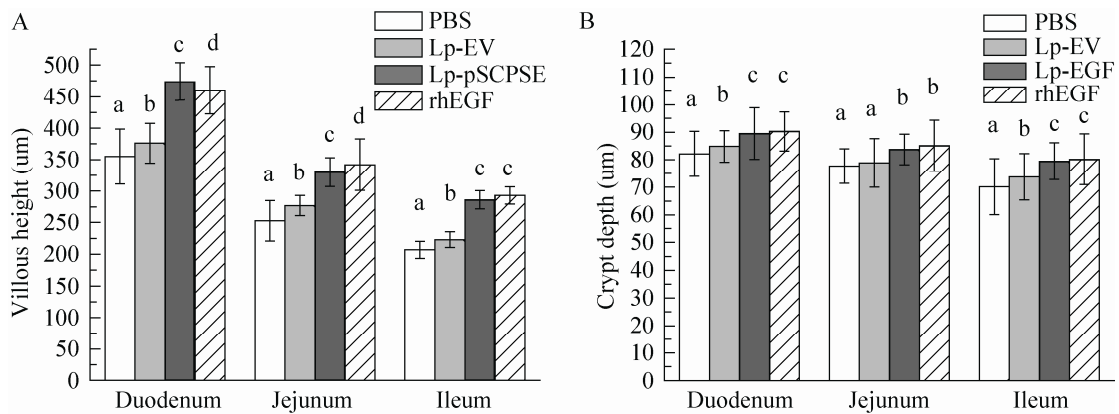 A
PBS
Lp-EV
Lp-pSCPSE
rhEGF
Villous height (um)
500
450
400
350
300
250
200
150
100
50
0
a b c d
a b c d
a b c c
Duodenum Jejunum Ileum
B
PBS
Lp-EV
Lp-EGF
rhEGF
Crypt depth (um)
120
110
100
90
80
70
60
50
40
30
20
10
0
a b c c
a a b b
a b c c
Duodenum Jejunum Ileum